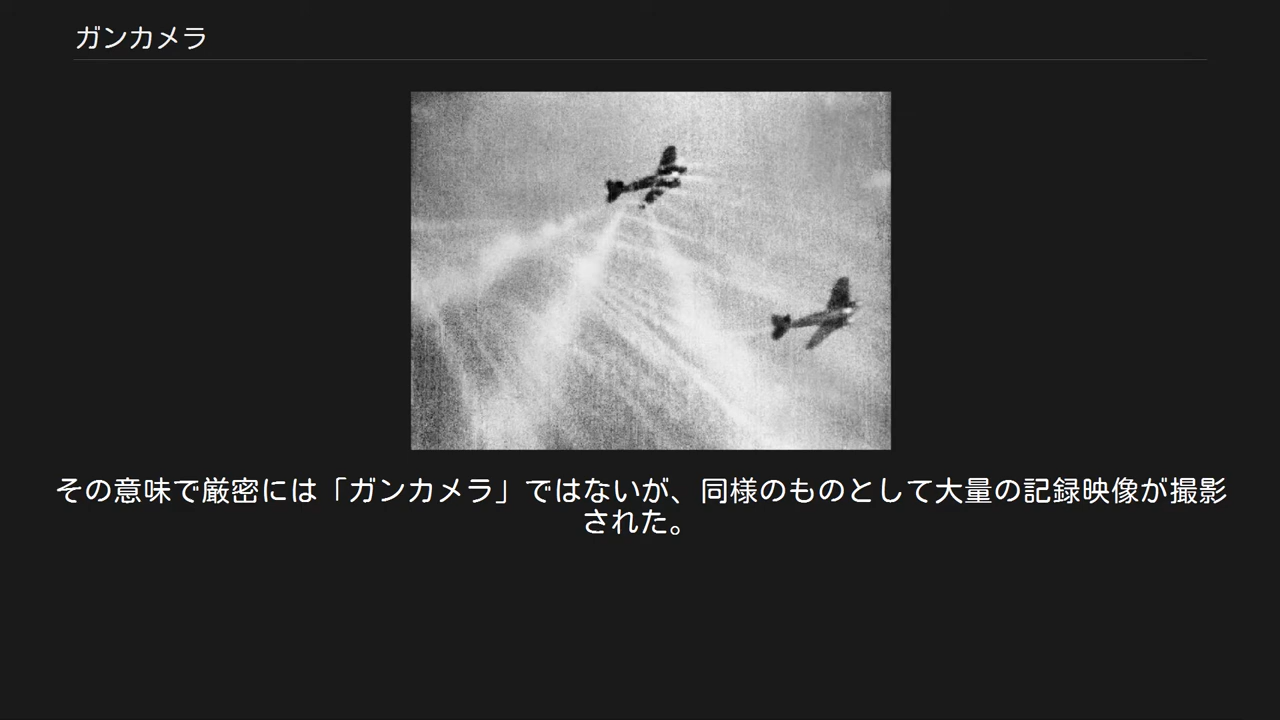 ガンカメラ
その意味で厳密には「ガンカメラ」ではないが、同様のものとして大量の記録映像が撮影
された。